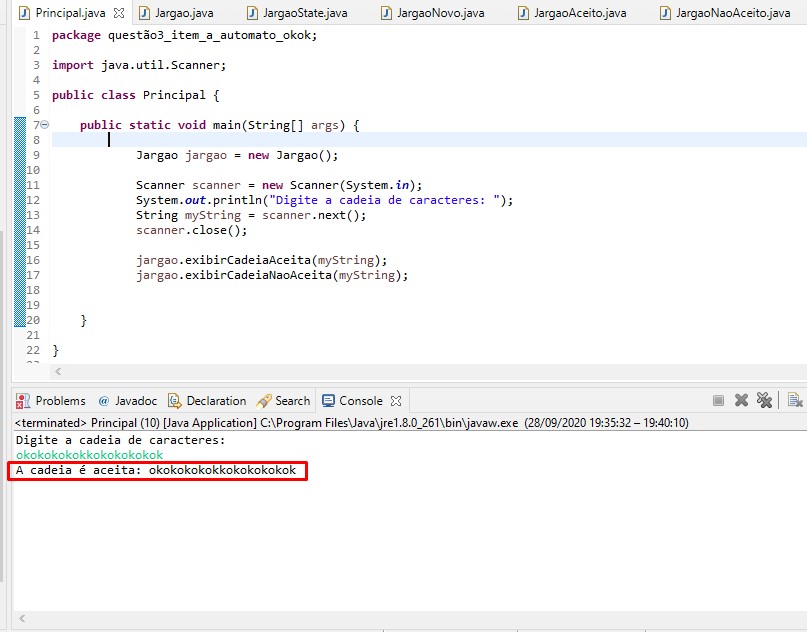 Principal.java Jargao.java JargaoState.java JargaoNovo.java JargaoAceito.java JargaoNaoAceito.java
1 package questão3_item_a_automato_okok;
2
3 import java.util.Scanner;
4
5 public class Principal {
6
7 public static void main(String[] args) {
8
9 Jargao jargao = new Jargao();
10
11 Scanner scanner = new Scanner(System.in);
12 System.out.println("Digite a cadeia de caracteres: ");
13 String myString = scanner.next();
14 scanner.close();
15
16 jargao.exibirCadeiaAceita(myString);
17 jargao.exibirCadeiaNaoAceita(myString);
18
19
20 }
21
22 }
Problems @ Javadoc Declaration Search Console
<terminated> Principal (10) [Java Application] C:\Program Files\Java\jre1.8.0_261\bin\javaw.exe (28/09/2020 19:35:32 – 19:40:10)
Digite a cadeia de caracteres:
okokokokokkokokokokok
A cadeia é aceita: okokokokokkokokokokok